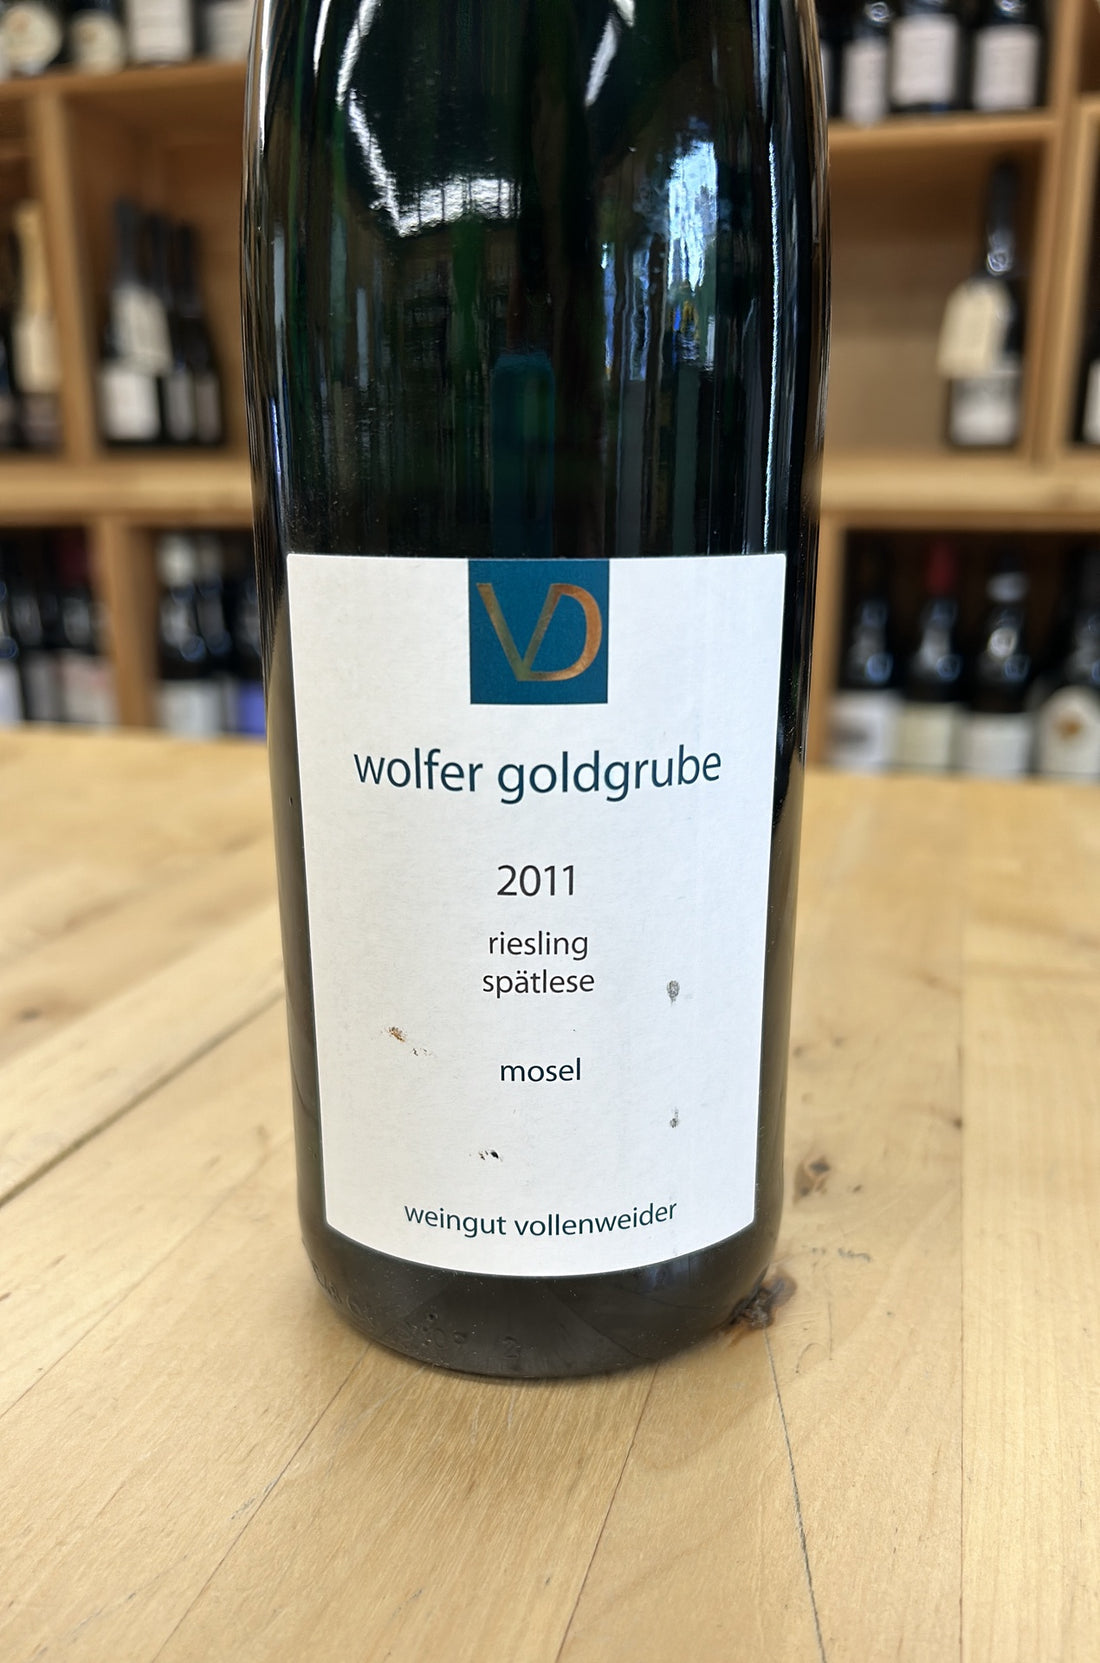 VD
wolfer goldgrube
2011
riesling
spätlese
mosel
weingut vollenweider